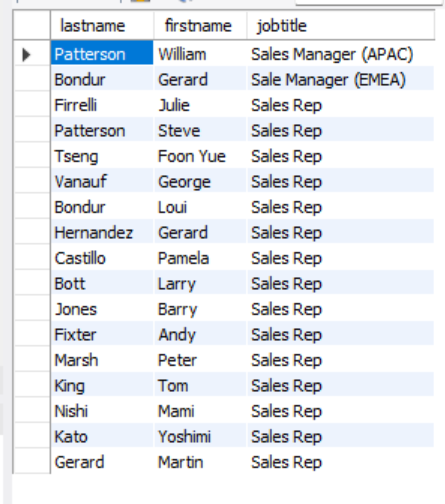 lastname firstname jobtitle
Patterson William Sales Manager (APAC)
Bondur Gerard Sale Manager (EMEA)
Firrelli Julie Sales Rep
Patterson Steve Sales Rep
Tseng Foon Yue Sales Rep
Vanauf George Sales Rep
Bondur Loui Sales Rep
Hernandez Gerard Sales Rep
Castillo Pamela Sales Rep
Bott Larry Sales Rep
Jones Barry Sales Rep
Fixter Andy Sales Rep
Marsh Peter Sales Rep
King Tom Sales Rep
Nishi Mami Sales Rep
Kato Yoshimi Sales Rep
Gerard Martin Sales Rep